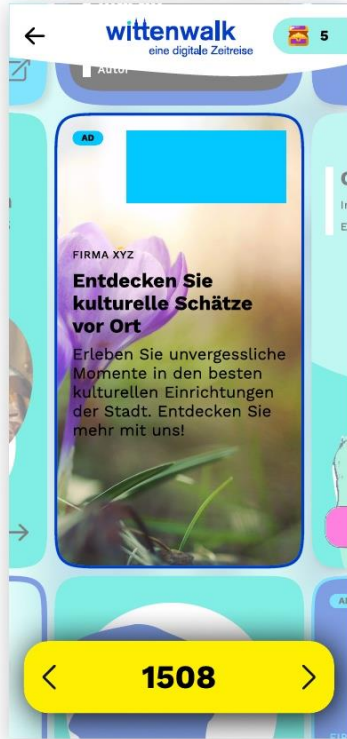 wittenwalk
eine digitale Zeitreise
5
Autor
AD
FIRMA XYZ
Entdecken Sie
kulturelle Schätze
vor Ort
Erleben Sie unvergessliche
Momente in den besten
kulturellen Einrichtungen
der Stadt. Entdecken Sie
mehr mit uns!
1508